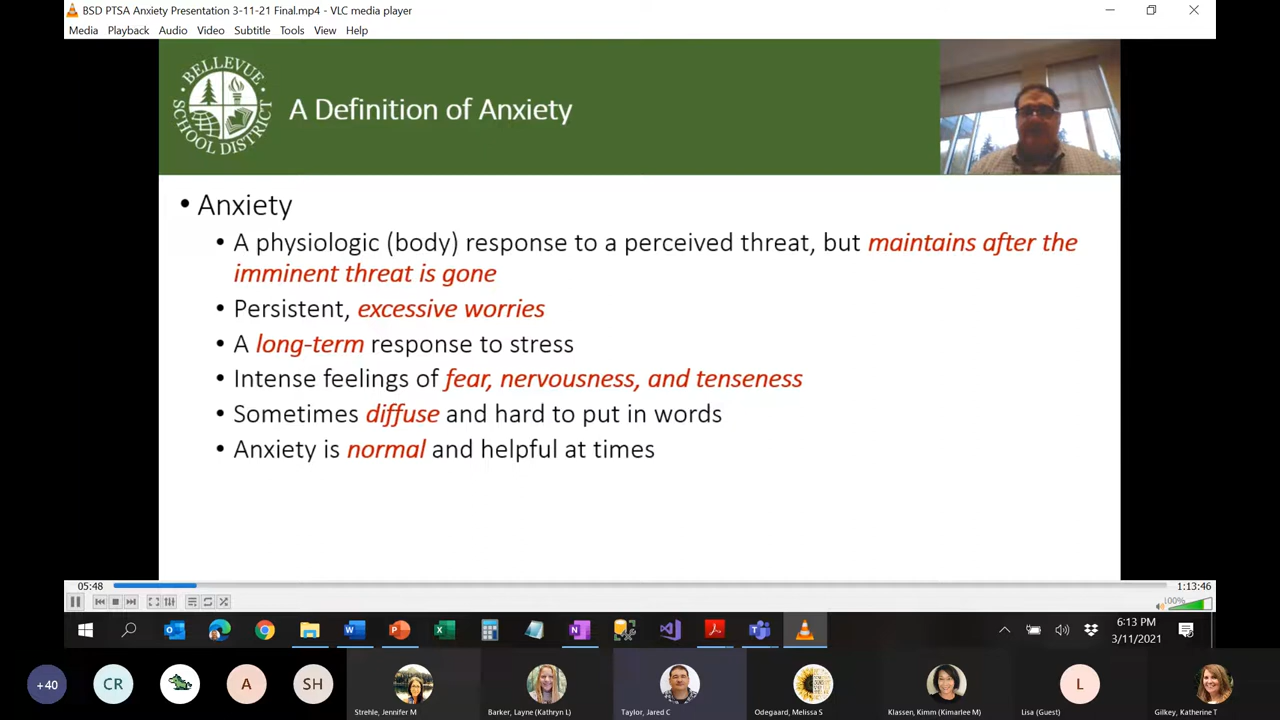 BSD PTSA Anxiety Presentation 3-11-21 Final.mp4 - VLC media player
Media Playback Audio Video Subtitle Tools View Help
BELLEVUE
SCHOOL DISTRICT
A Definition of Anxiety
• Anxiety
• A physiologic (body) response to a perceived threat, but maintains after the
imminent threat is gone
• Persistent, excessive worries
• A long-term response to stress
• Intense feelings of fear, nervousness, and tenseness
• Sometimes diffuse and hard to put in words
• Anxiety is normal and helpful at times
05:48
1:13:46
100%
6:13 PM
3/11/2021
+40
CR
A
SH
L
Strehle, Jennifer M
Barker, Layne (Kathryn L)
Taylor, Jared C
Odegaard, Melissa S
Klassen, Kimm (Kimarlee M)
Lisa (Guest)
Gilkey, Katherine T